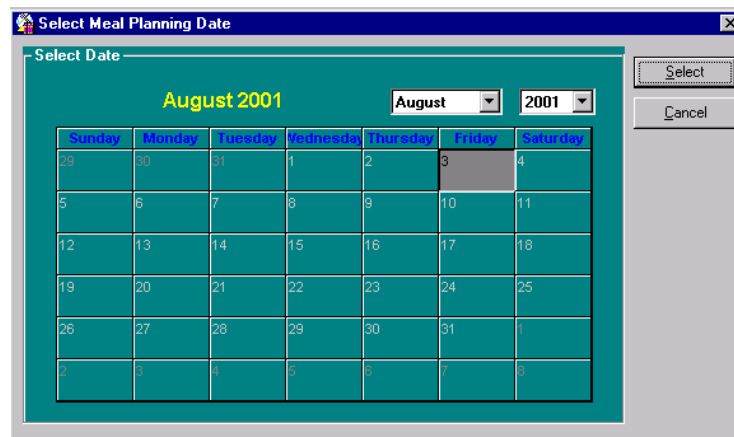 Select Meal Planning Date
Select Date
Select
August 2001
August
2001
Cancel
Sunday Monday Tuesday Wednesday Thursday Friday Saturday
29 30 31 1 2 3 4
5 6 7 8 9 10 11
12 13 14 15 16 17 18
19 20 21 22 23 24 25
26 27 28 29 30 31 1
2 3 4 5 6 7 8